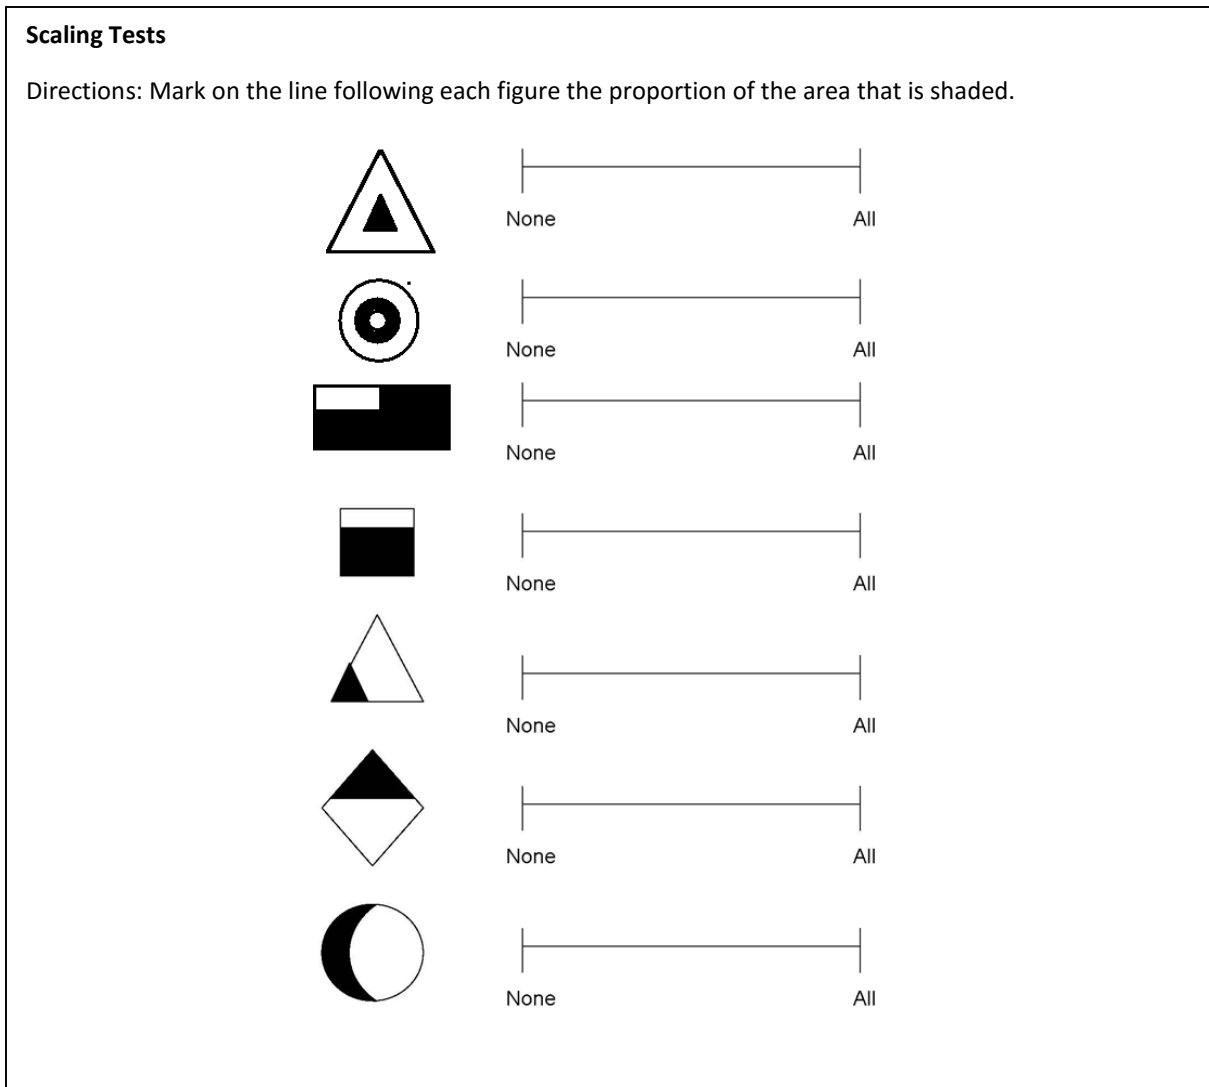 Scaling Tests
Directions: Mark on the line following each figure the proportion of the area that is shaded.
None All
None All
None All
None All
None All
None All
None All